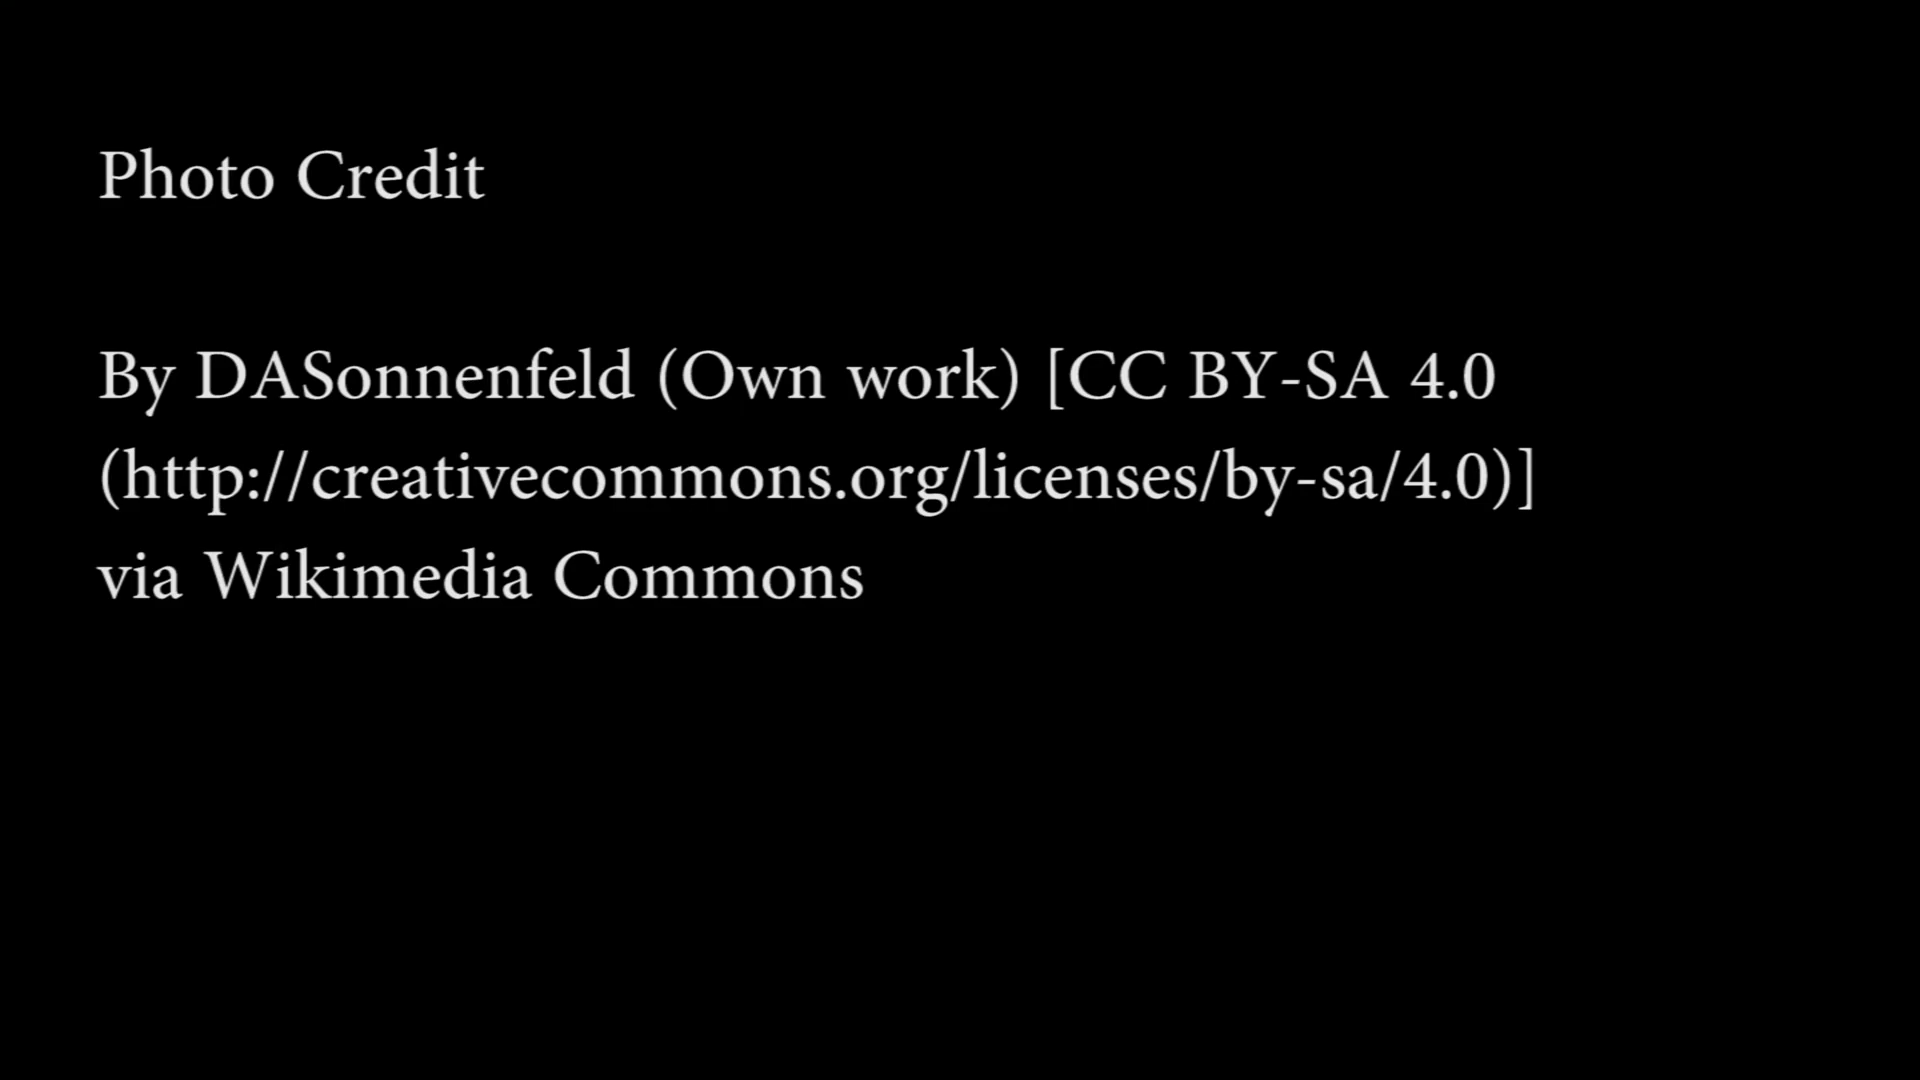 Photo Credit
By DASonnenfeld (Own work) [CC BY-SA 4.0
(http://creativecommons.org/licenses/by-sa/4.0)]
via Wikimedia Commons